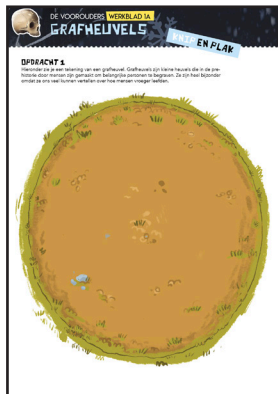 DE VOOROUDERS WERKBLAD 1A
GRAFHEUVELS
KNIP EN PLAK
OPDRACHT 1
Hieronder zie je een tekening van een grafheuvel. Grafheuvels zijn kleine heuvels die in de pre-
historie door mensen zijn gemaakt om belangrijke personen te begraven. Ze zijn heel bijzonder
omdat ze ons veel kunnen vertellen over hoe mensen vroeger leefden.